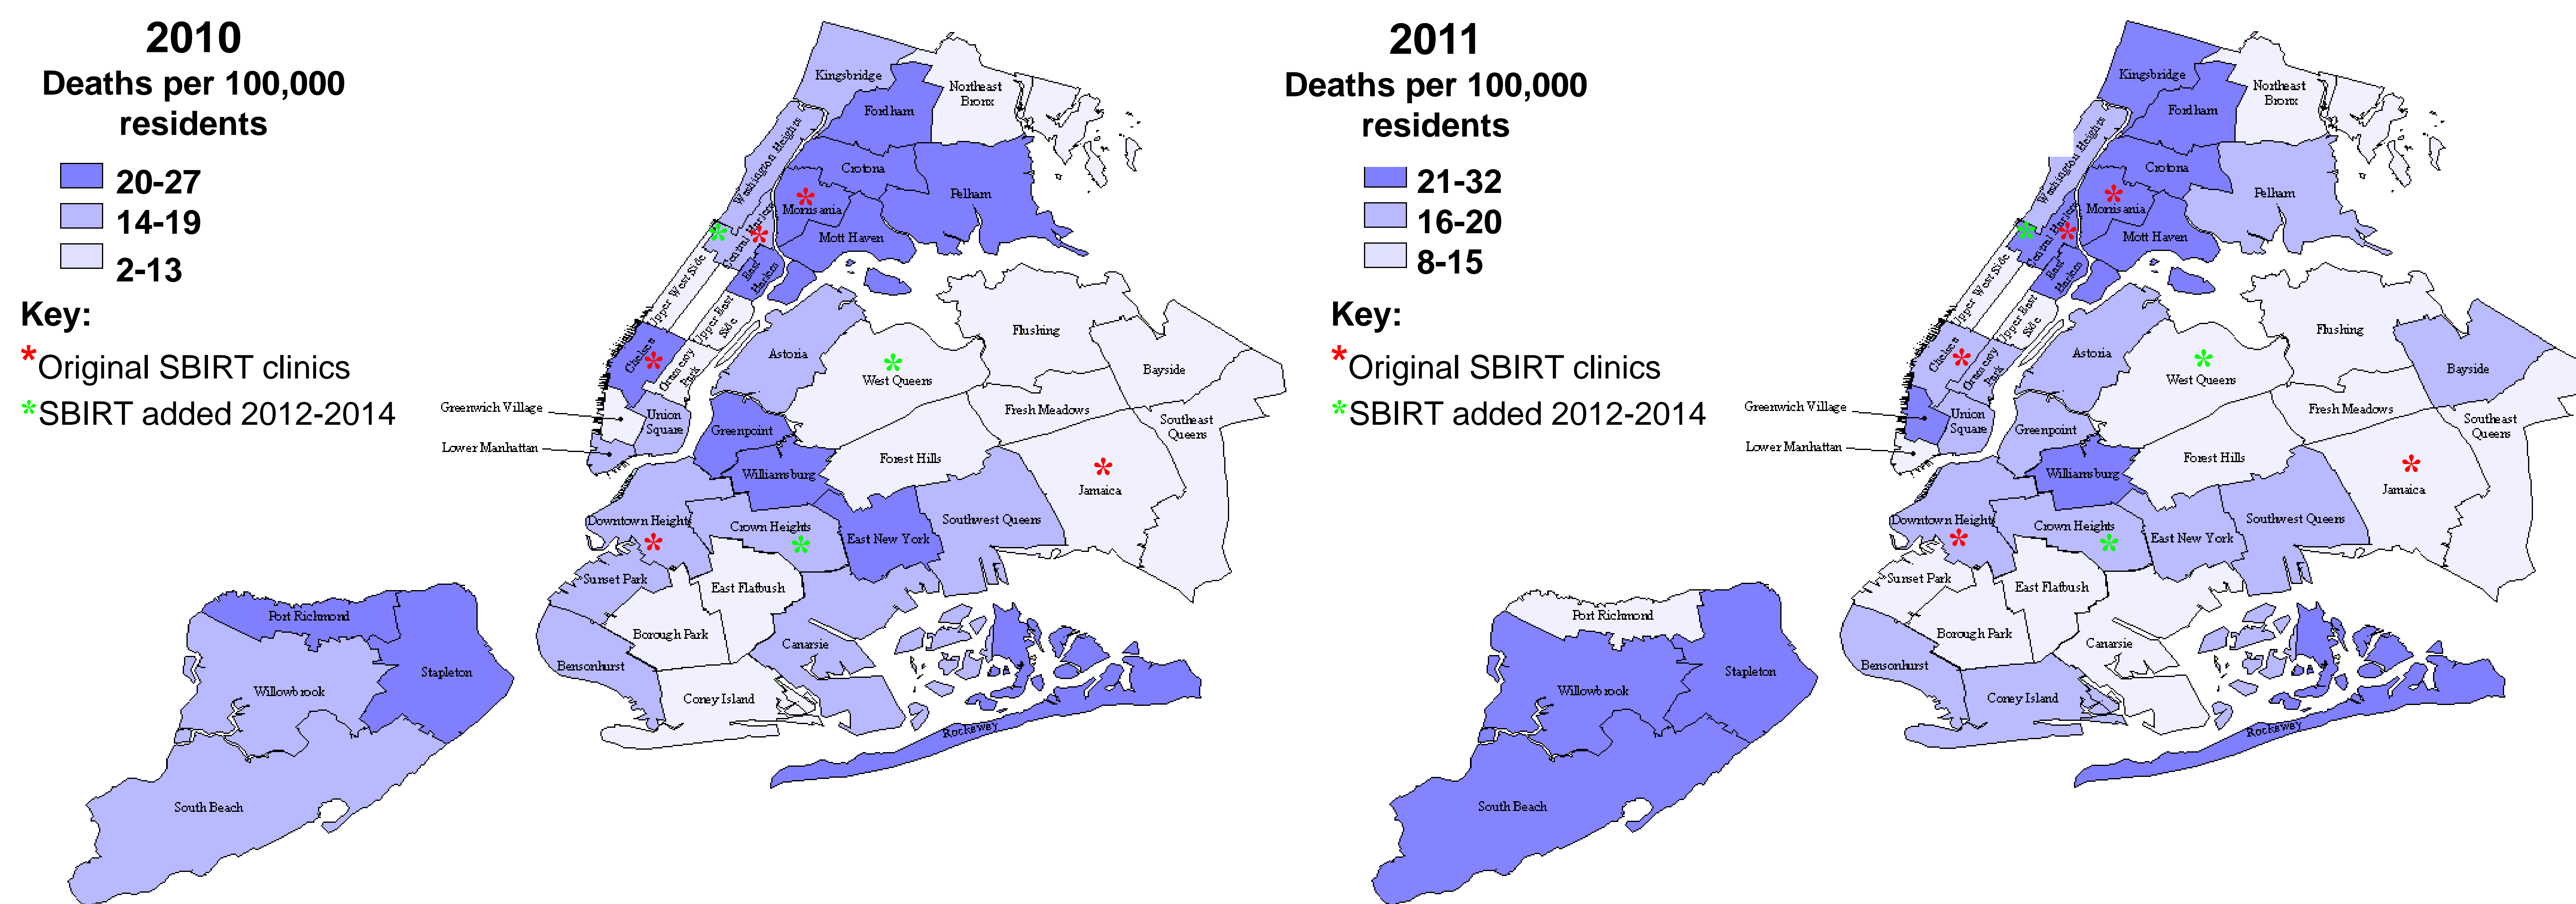 2010
Deaths per 100,000
residents
20-27
14-19
2-13
Key:
*Original SBIRT clinics
*SBIRT added 2012-2014
Kingsbridge
Northeast
Bronx
Fordham
Washington Heights
Crotona
Pelham
Morrisania
Central Harlem
Mott Haven
East
Harlem
Upper West Side
Upper East
Side
Chelsea
Gramercy
Park
Flushing
Astoria
Bayside
West Queens
Greenwich Village
Union
Square
Fresh Meadows
Southeast
Queens
Greenpoint
Lower Manhattan
Forest Hills
Williamsburg
Jamaica
Downtown Heights
Crown Heights
Southwest Queens
East New York
Sunset Park
East Flatbush
Port Richmond
Borough Park
Canarsie
Bensonhurst
Stapleton
Willowbrook
Coney Island
Rockaway
South Beach
2011
Deaths per 100,000
residents
21-32
16-20
8-15
Key:
*Original SBIRT clinics
*SBIRT added 2012-2014
Kingsbridge
Northeast
Bronx
Fordham
Washington Heights
Crotona
Pelham
Morrisania
Central Harlem
Mott Haven
East
Harlem
Upper West Side
Upper East
Side
Chelsea
Gramercy
Park
Flushing
Astoria
Bayside
West Queens
Greenwich Village
Union
Square
Fresh Meadows
Southeast
Queens
Greenpoint
Lower Manhattan
Forest Hills
Williamsburg
Jamaica
Downtown Heights
Crown Heights
Southwest Queens
East New York
Sunset Park
East Flatbush
Port Richmond
Borough Park
Canarsie
Bensonhurst
Stapleton
Willowbrook
Coney Island
Rockaway
South Beach